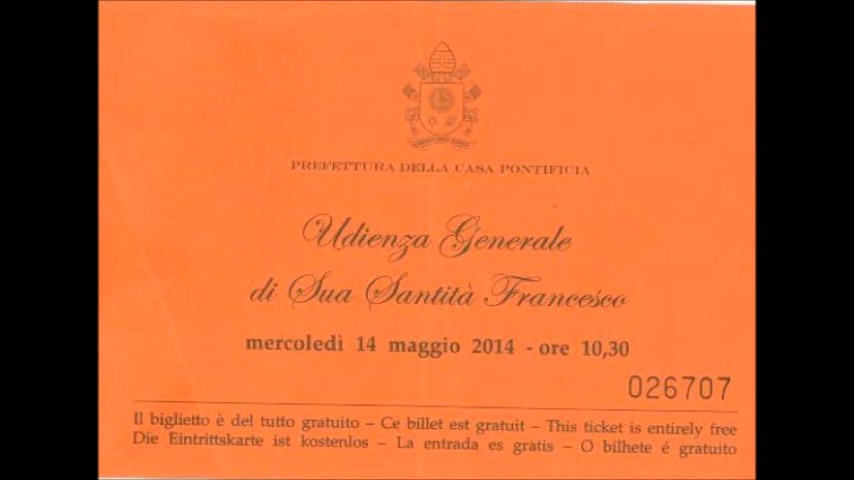 PREFETTURA DELLA CASA PONTIFICIA
Udienza Generale
di Sua Santità Francesco
mercoledì 14 maggio 2014 - ore 10,30
026707
Il biglietto è del tutto gratuito – Ce billet est gratuit – This ticket is entirely free
Die Eintrittskarte ist kostenlos – La entrada es gratis – O bilhete é gratuito